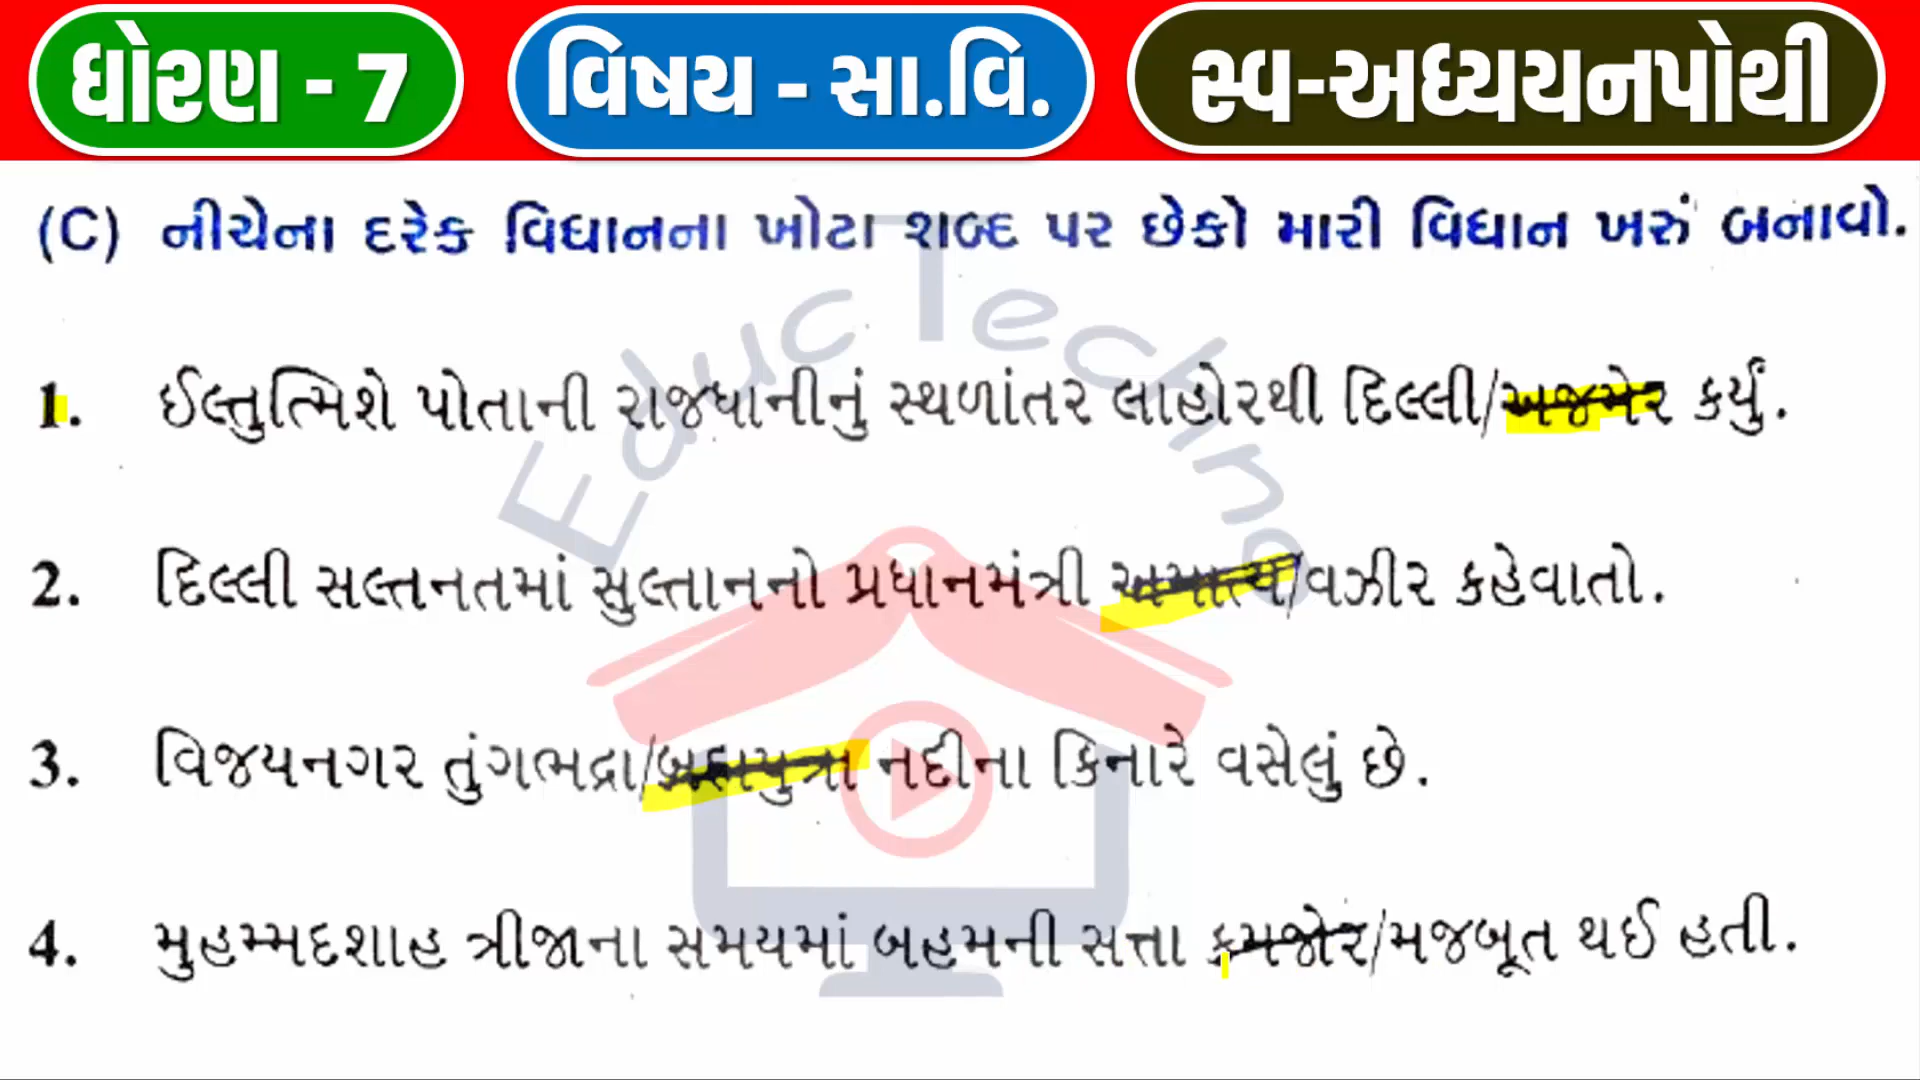 ધોરણ - 7
વિષય - સા.વિ.
સ્વ-અધ્યયનપોથી
(C) નીચેના દરેક વિધાનના ખોટા શબ્દ પર છેકો મારી વિધાન ખરું બનાવો.
1. ઈલ્તુત્મિશે પોતાની રાજધાનીનું સ્થળાંતર લાહોરથી દિલ્લી/અજમેર કર્યું.
2. દિલ્લી સલ્તનતમાં સુલ્તાનનો પ્રધાનમંત્રી અમાત્ય/વઝીર કહેવાતો.
3. વિજયનગર તુંગભદ્રા/બ્રહ્મપુત્રા નદીના કિનારે વસેલું છે.
4. મુહમ્મદશાહ ત્રીજાના સમયમાં બહમની સત્તા કમજોર/મજબૂત થઈ હતી.
EducTechno